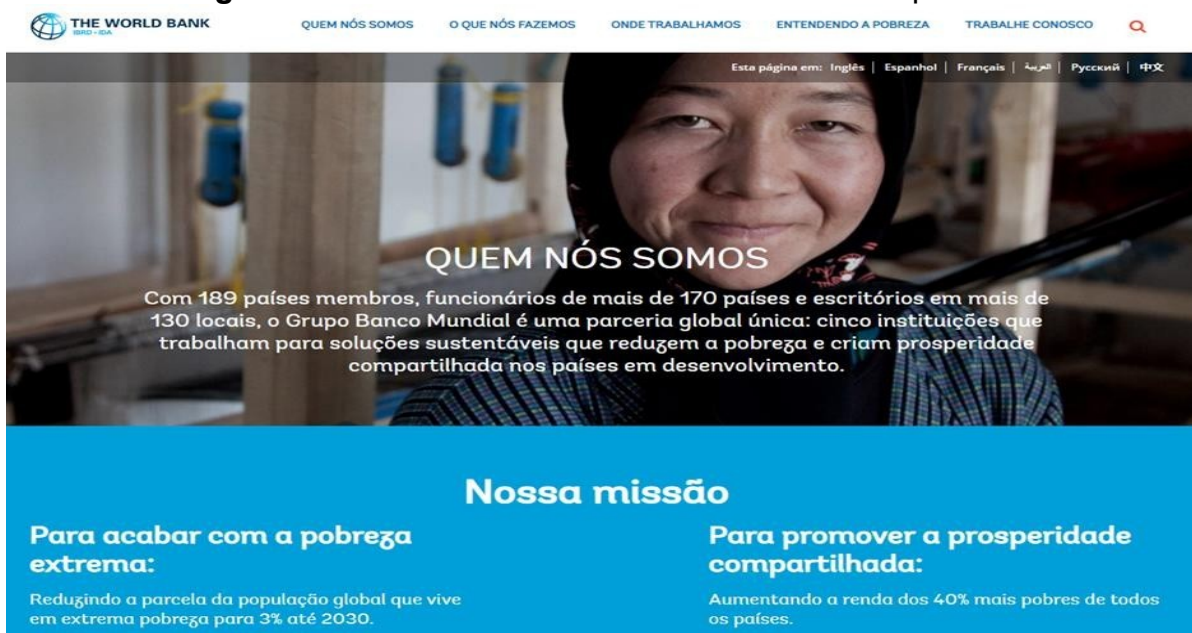 THE WORLD BANK
IBRD • IDA
QUEM NÓS SOMOS
O QUE NÓS FAZEMOS
ONDE TRABALHAMOS
ENTENDENDO A POBREZA
TRABALHE CONOSCO
Esta página em: Inglês | Espanhol | Français | العربية | Русский | 中文
QUEM NÓS SOMOS
Com 189 países membros, funcionários de mais de 170 países e escritórios em mais de
130 locais, o Grupo Banco Mundial é uma parceria global única: cinco instituições que
trabalham para soluções sustentáveis que reduzem a pobreza e criam prosperidade
compartilhada nos países em desenvolvimento.
Nossa missão
Para acabar com a pobreza
extrema:
Reduzindo a parcela da população global que vive
em extrema pobreza para 3% até 2030.
Para promover a prosperidade
compartilhada:
Aumentando a renda dos 40% mais pobres de todos
os países.